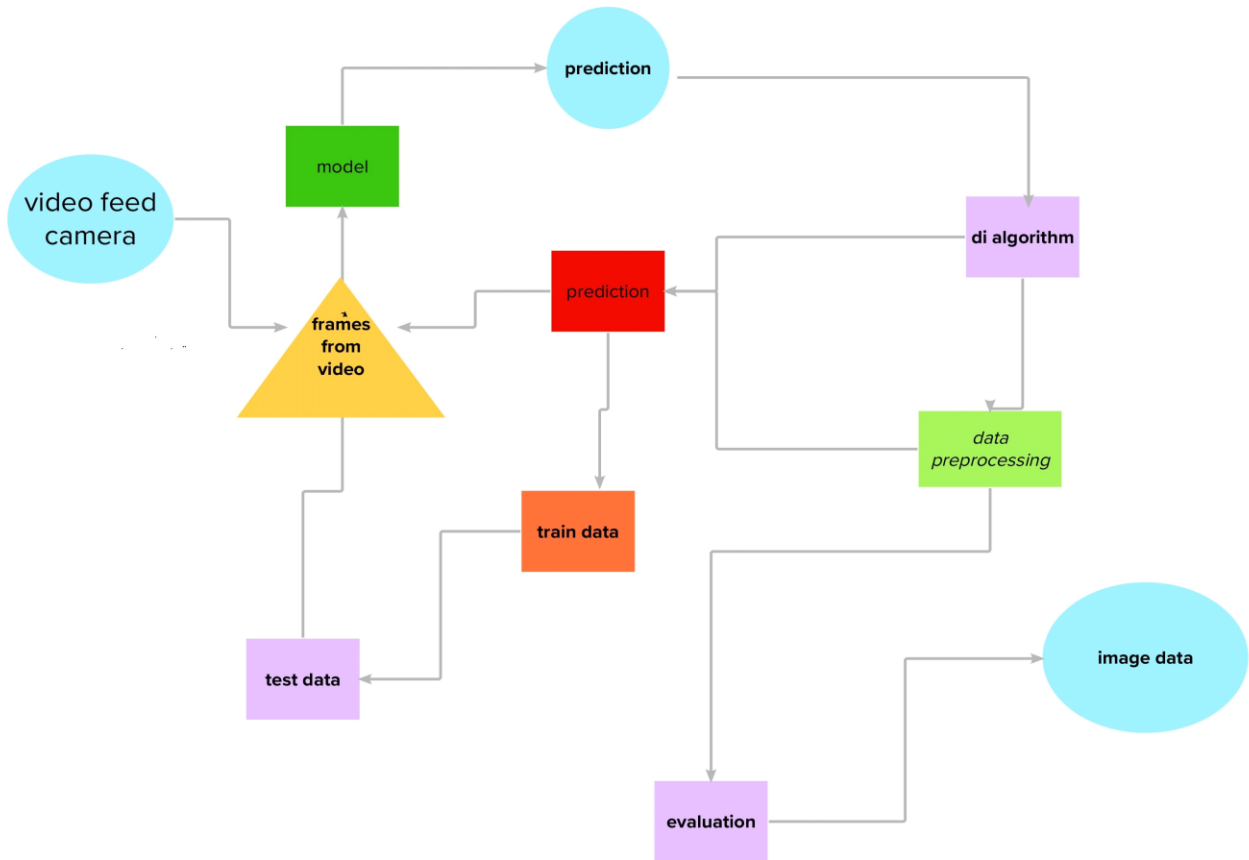 prediction
model
video feed
camera
di algorithm
prediction
frames
from
video
data
preprocessing
train data
test data
image data
evaluation